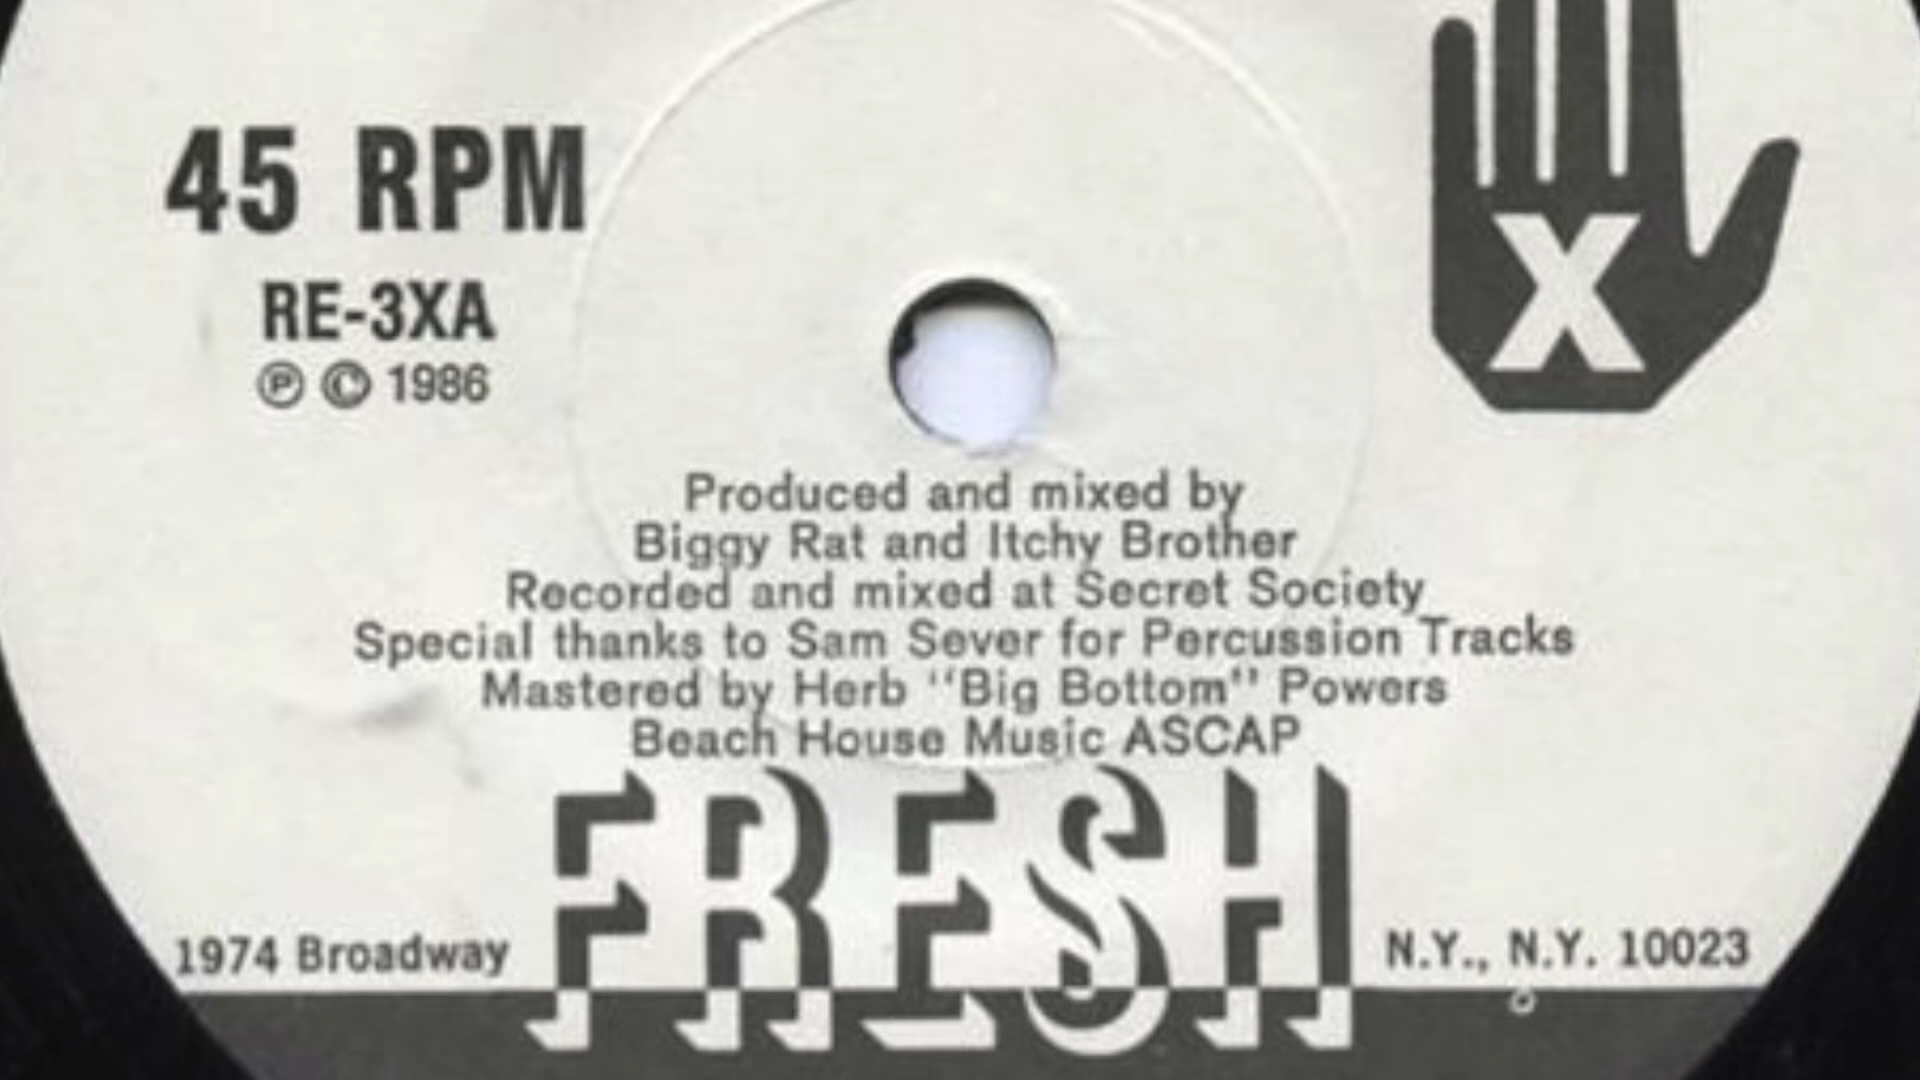 45 RPM
RE-3XA
Ⓟ © 1986
X
Produced and mixed by
Biggy Rat and Itchy Brother
Recorded and mixed at Secret Society
Special thanks to Sam Sever for Percussion Tracks
Mastered by Herb "Big Bottom" Powers
Beach House Music ASCAP
FRESH
1974 Broadway
N.Y., N.Y. 10023